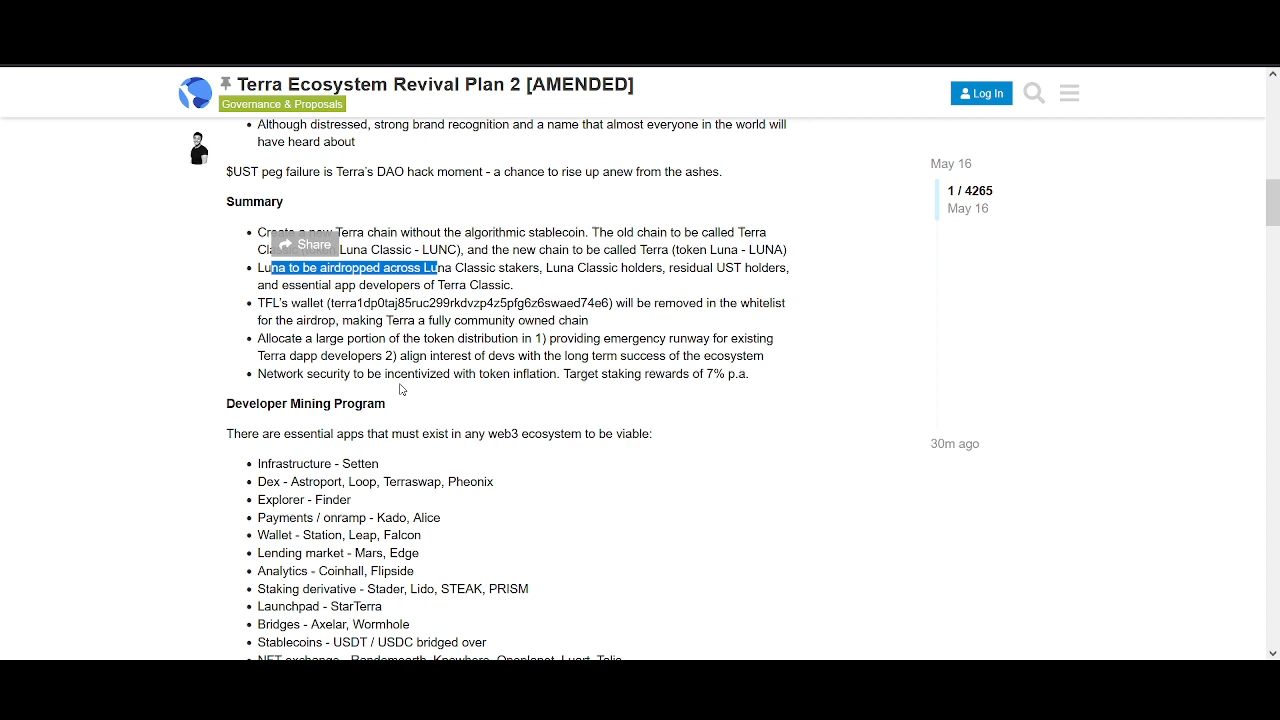 Terra Ecosystem Revival Plan 2 [AMENDED]
Governance & Proposals
Log In
• Although distressed, strong brand recognition and a name that almost everyone in the world will
have heard about
$UST peg failure is Terra's DAO hack moment - a chance to rise up anew from the ashes.
Summary
• Create a new Terra chain without the algorithmic stablecoin. The old chain to be called Terra
Classic (token Luna Classic - LUNC), and the new chain to be called Terra (token Luna - LUNA)
Share
• Luna to be airdropped across Luna Classic stakers, Luna Classic holders, residual UST holders,
and essential app developers of Terra Classic.
• TFL's wallet (terra1dp0taj85ruc299rkdvzp4z5pfg6z6swaed74e6) will be removed in the whitelist
for the airdrop, making Terra a fully community owned chain
• Allocate a large portion of the token distribution in 1) providing emergency runway for existing
Terra dapp developers 2) align interest of devs with the long term success of the ecosystem
• Network security to be incentivized with token inflation. Target staking rewards of 7% p.a.
Developer Mining Program
There are essential apps that must exist in any web3 ecosystem to be viable:
• Infrastructure - Setten
• Dex - Astroport, Loop, Terraswap, Pheonix
• Explorer - Finder
• Payments / onramp - Kado, Alice
• Wallet - Station, Leap, Falcon
• Lending market - Mars, Edge
• Analytics - Coinhall, Flipside
• Staking derivative - Stader, Lido, STEAK, PRISM
• Launchpad - StarTerra
• Bridges - Axelar, Wormhole
• Stablecoins - USDT / USDC bridged over
• NFT exchange - Randomearth, Knowhere, Oneplanet, Luart, Talis
May 16
1 / 4265
May 16
30m ago